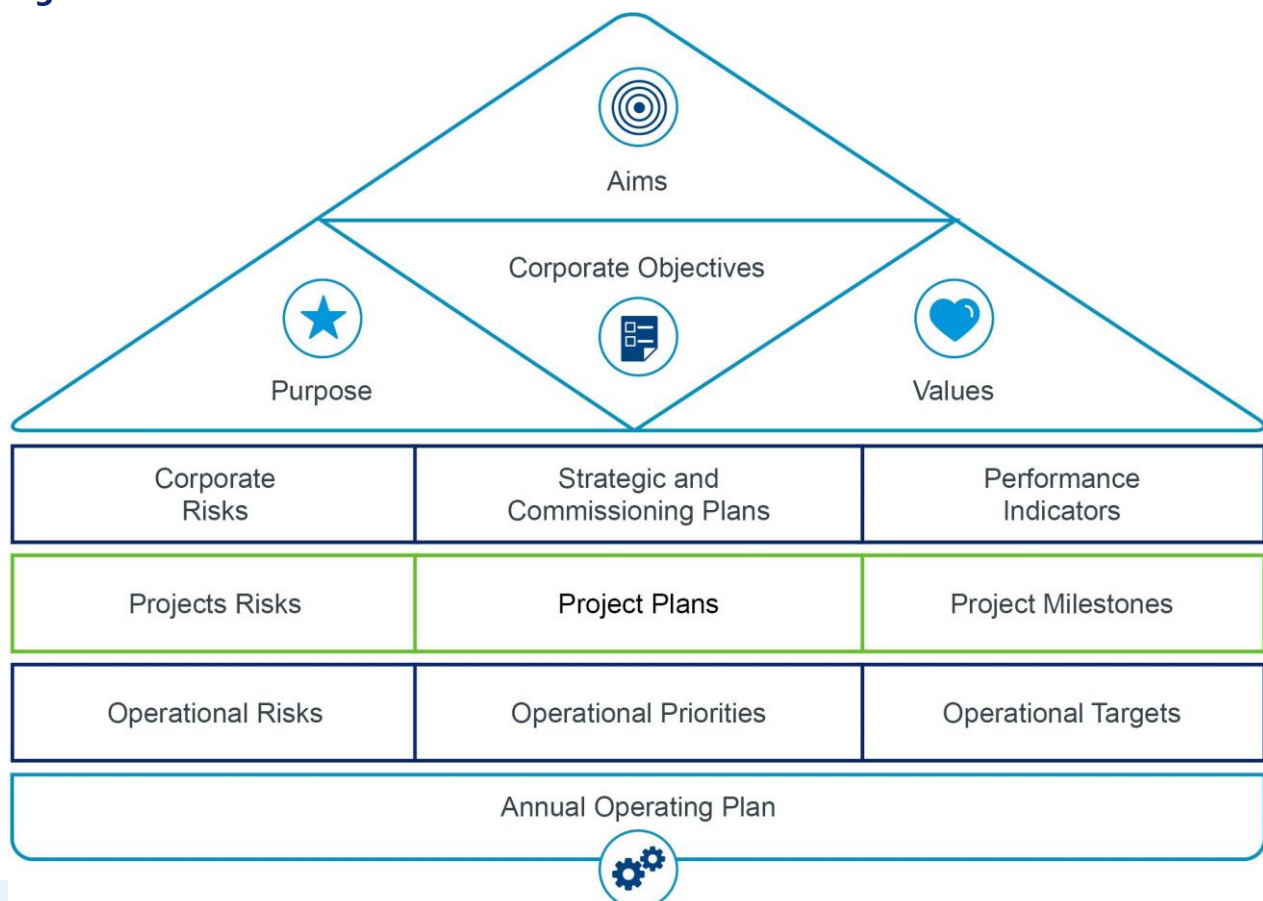 g
Aims
Corporate Objectives
Purpose
Values
Corporate
Risks
Strategic and
Commissioning Plans
Performance
Indicators
Projects Risks
Project Plans
Project Milestones
Operational Risks
Operational Priorities
Operational Targets
Annual Operating Plan